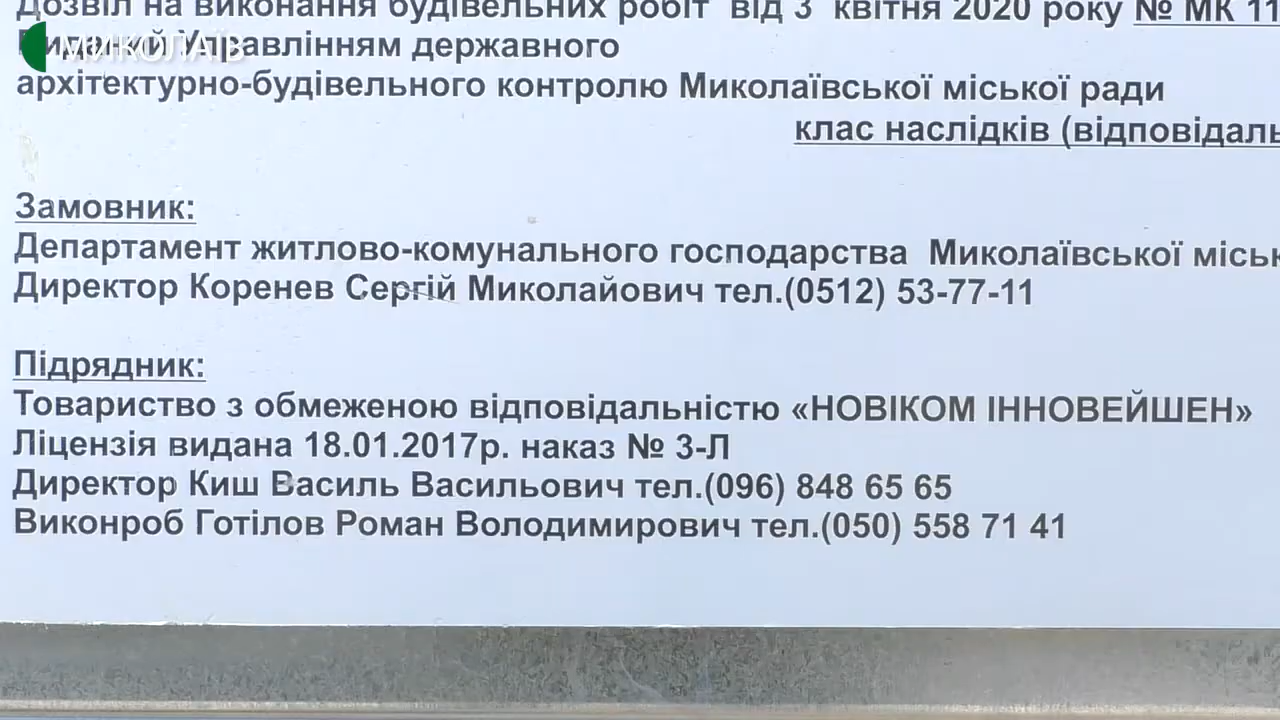 Дозвіл на виконання будівельних робіт від 3 квітня 2020 року № МК 11
МИКОЛАЇВ
Управлінням державного
архітектурно-будівельного контролю Миколаївської міської ради
клас наслідків
Замовник:
Департамент житлово-комунального господарства Миколаївської
Директор Коренев Сергій Миколайович тел.(0512) 53-77-11
Підрядник:
Товариство з обмеженою відповідальністю «НОВІКОМ ІННОВЕЙШЕН»
Ліцензія видана 18.01.2017р. наказ № 3-Л
Директор Киш Василь Васильович тел.(096) 848 65 65
Виконроб Готілов Роман Володимирович тел.(050) 558 71 41